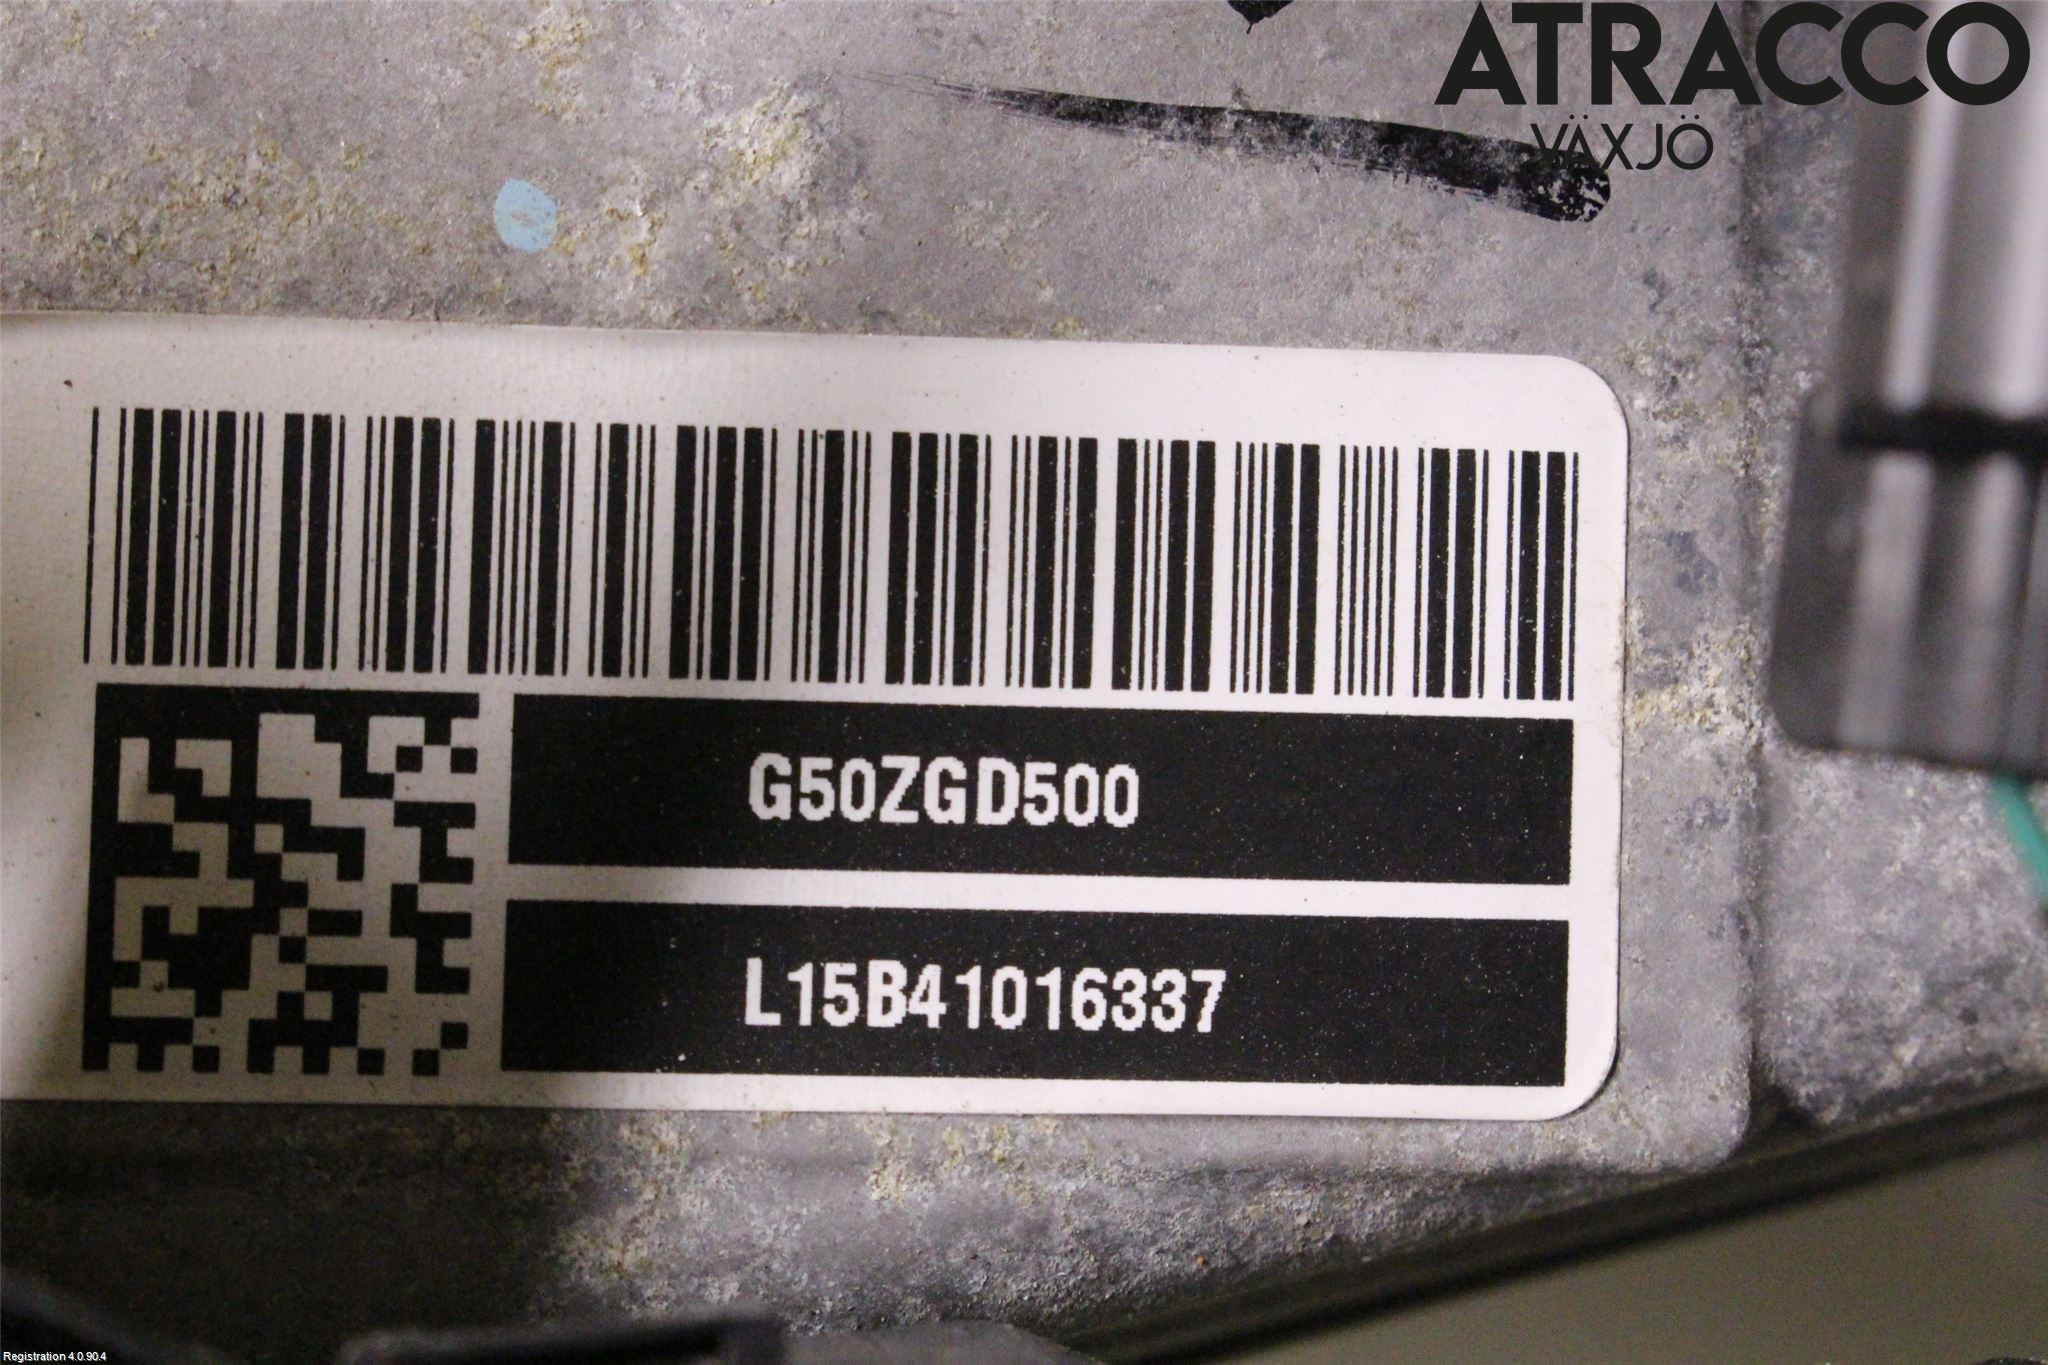 ATRACCO
VÄXJÖ
G50ZGD500
L15B41016337
Registration 4.0.90.4